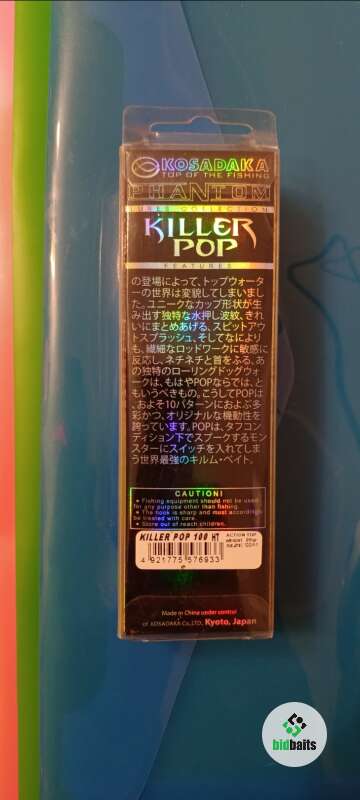 KOSADAKA
TOP OF THE FISHING
PHANTOM
LURES COLLECTION
KILLER
POP
FEATURES
の登場によって、トップウォータ
ーの世界は変貌してしまいまし
た。ユニークなカップ形状が生
み出す独特な水押し波紋、きれ
いにまとめあげる、スピットアウ
トスプラッシュ、そしてなにより
も、繊細なロッドワークに敏感に
反応し、ネチネチと首をふる、あ
の独特のローリングドッグウォ
ークは、もはやPOPならでは、と
もいうべきもの。こうしてPOPは
、およそ10パターンにおよぶ多
彩かつ、オリジナルな機動性を
誇っています。POPは、タフコン
ディション下でスプークするモン
スターにスイッチを入れてしま
う世界最強のキルム・ベイト。
CAUTION!
• Fishing equipment should not be used
for any purpose other than fishing.
• The hook is sharp and must accordingly
be treated with care.
• Store out of reach children.
KILLER POP 100 HT
ACTION
4 921775 576933
Made in China under control
of KOSADAKA Co.,LTD., Kyoto, Japan
bidbaits